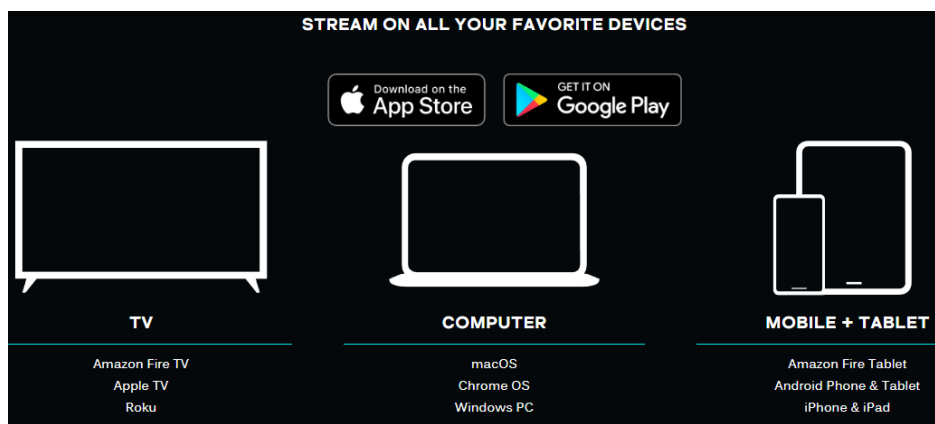 STREAM ON ALL YOUR FAVORITE DEVICES
Download on the
App Store
GET IT ON
Google Play
TV
Amazon Fire TV
Apple TV
Roku
COMPUTER
macOS
Chrome OS
Windows PC
MOBILE + TABLET
Amazon Fire Tablet
Android Phone & Tablet
iPhone & iPad